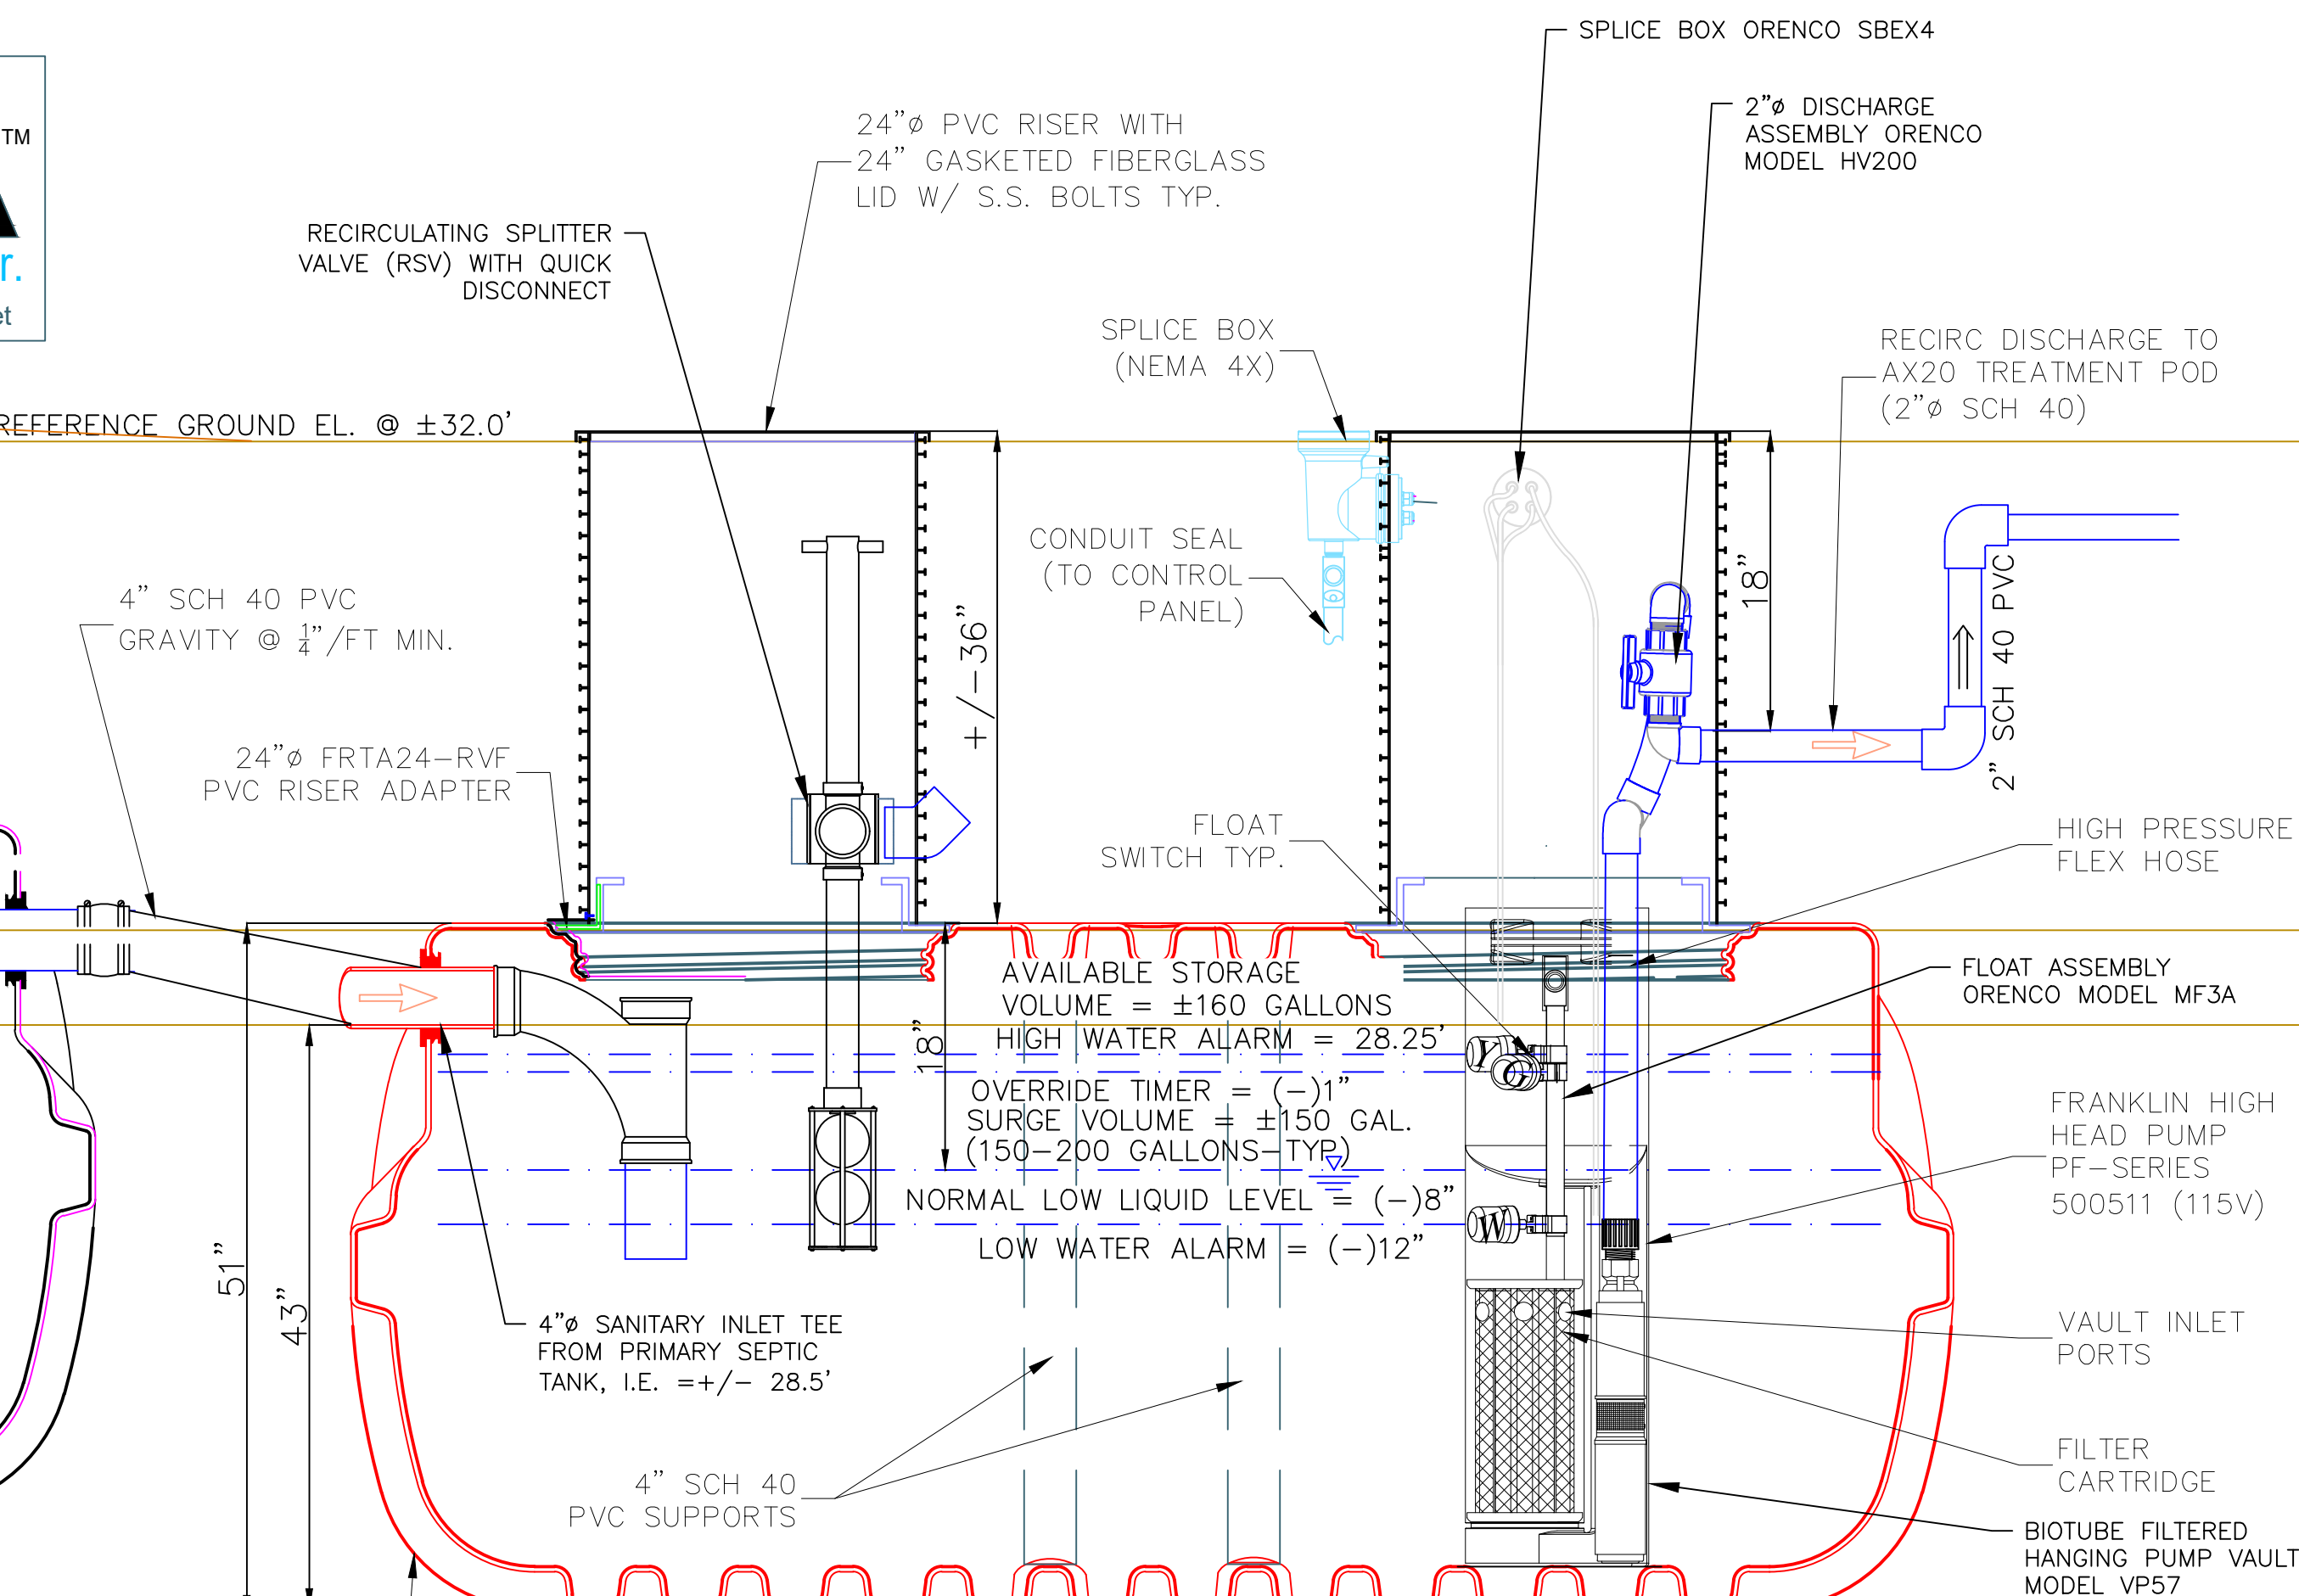 SPLICE BOX ORENCO SBEX4
2"ø DISCHARGE
ASSEMBLY ORENCO
MODEL HV200
24"ø PVC RISER WITH
24" GASKETED FIBERGLASS
LID W/ S.S. BOLTS TYP.
TM
r.
et
RECIRCULATING SPLITTER
VALVE (RSV) WITH QUICK
DISCONNECT
SPLICE BOX
(NEMA 4X)
RECIRC DISCHARGE TO
AX20 TREATMENT POD
(2"ø SCH 40)
REFERENCE GROUND EL. @ ±32.0'
CONDUIT SEAL
(TO CONTROL
PANEL)
18"
2" SCH 40 PVC
4" SCH 40 PVC
GRAVITY @ 1/4"/FT MIN.
+/-36"
24"ø FRTA24-RVF
PVC RISER ADAPTER
FLOAT
SWITCH TYP.
HIGH PRESSURE
FLEX HOSE
AVAILABLE STORAGE
VOLUME = ±160 GALLONS
HIGH WATER ALARM = 28.25'
18"
OVERRIDE TIMER = (-)1"
SURGE VOLUME = ±150 GAL.
(150-200 GALLONS-TYP)
NORMAL LOW LIQUID LEVEL = (-)8"
LOW WATER ALARM = (-)12"
Y
W
FLOAT ASSEMBLY
ORENCO MODEL MF3A
FRANKLIN HIGH
HEAD PUMP
PF-SERIES
500511 (115V)
51"
43"
4"ø SANITARY INLET TEE
FROM PRIMARY SEPTIC
TANK, I.E. =+/- 28.5'
VAULT INLET
PORTS
4" SCH 40
PVC SUPPORTS
FILTER
CARTRIDGE
BIOTUBE FILTERED
HANGING PUMP VAULT
MODEL VP57